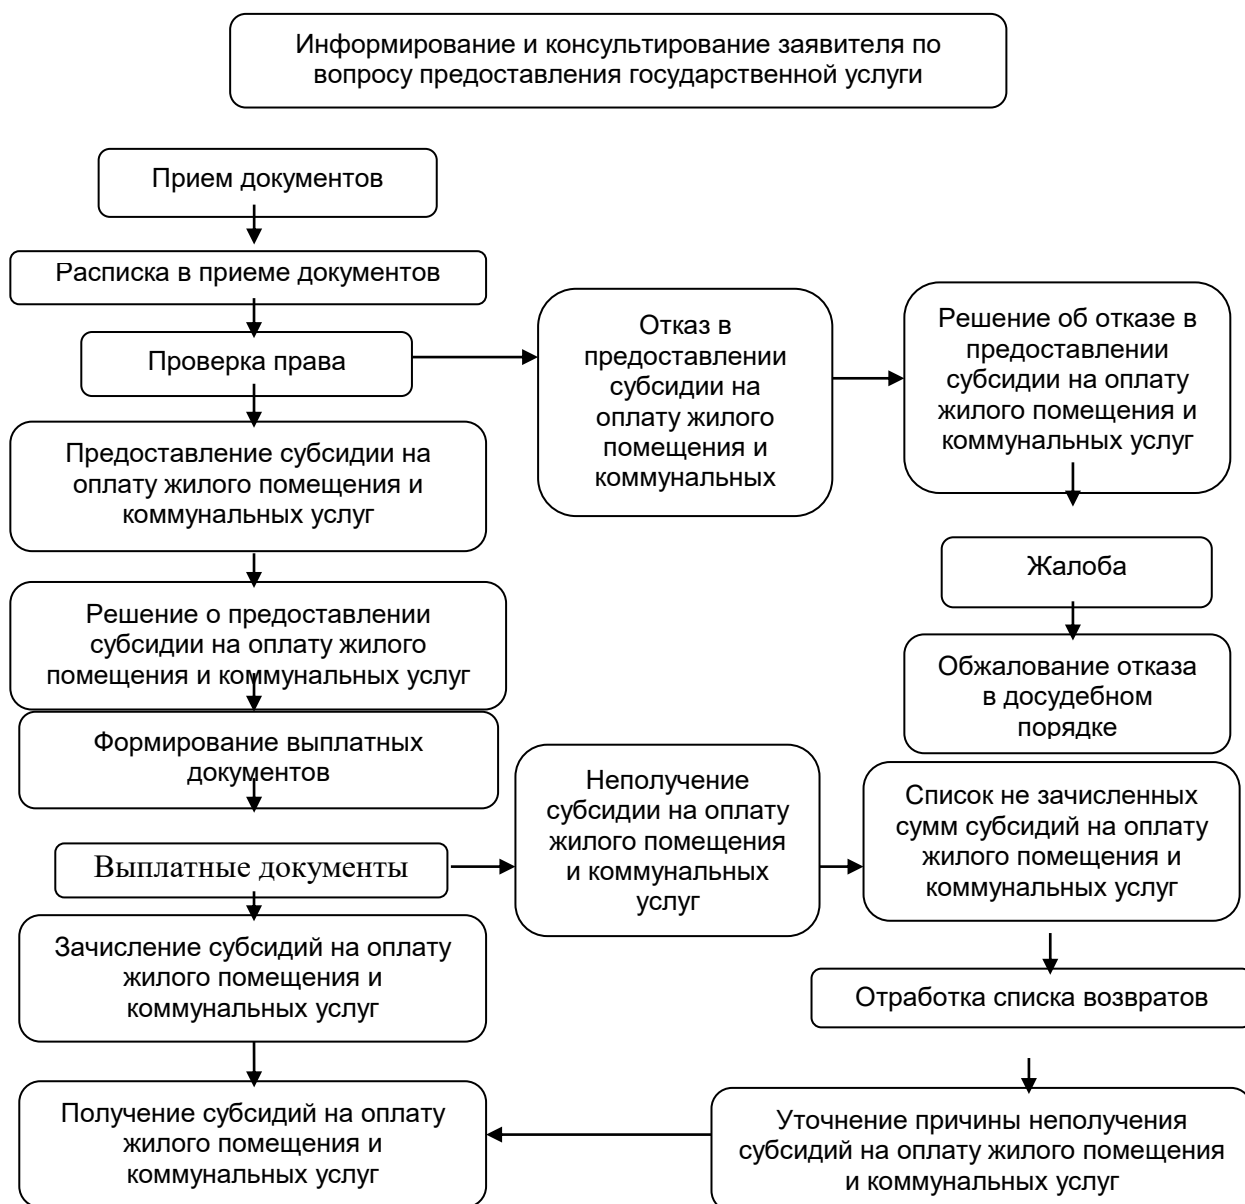 Информирование и консультирование заявителя по
вопросу предоставления государственной услуги
Прием документов
Расписка в приеме документов
Проверка права
Отказ в
предоставлении
субсидии на
оплату жилого
помещения и
коммунальных
Решение об отказе в
предоставлении
субсидии на оплату
жилого помещения и
коммунальных услуг
Предоставление субсидии на
оплату жилого помещения и
коммунальных услуг
Жалоба
Решение о предоставлении
субсидии на оплату жилого
помещения и коммунальных услуг
Обжалование отказа
в досудебном
порядке
Формирование выплатных
документов
Неполучение
субсидии на оплату
жилого помещения
и коммунальных
услуг
Список не зачисленных
сумм субсидий на оплату
жилого помещения и
коммунальных услуг
Выплатные документы
Зачисление субсидий на оплату
жилого помещения и
коммунальных услуг
Отработка списка возвратов
Получение субсидий на оплату
жилого помещения и
коммунальных услуг
Уточнение причины неполучения
субсидий на оплату жилого помещения
и коммунальных услуг